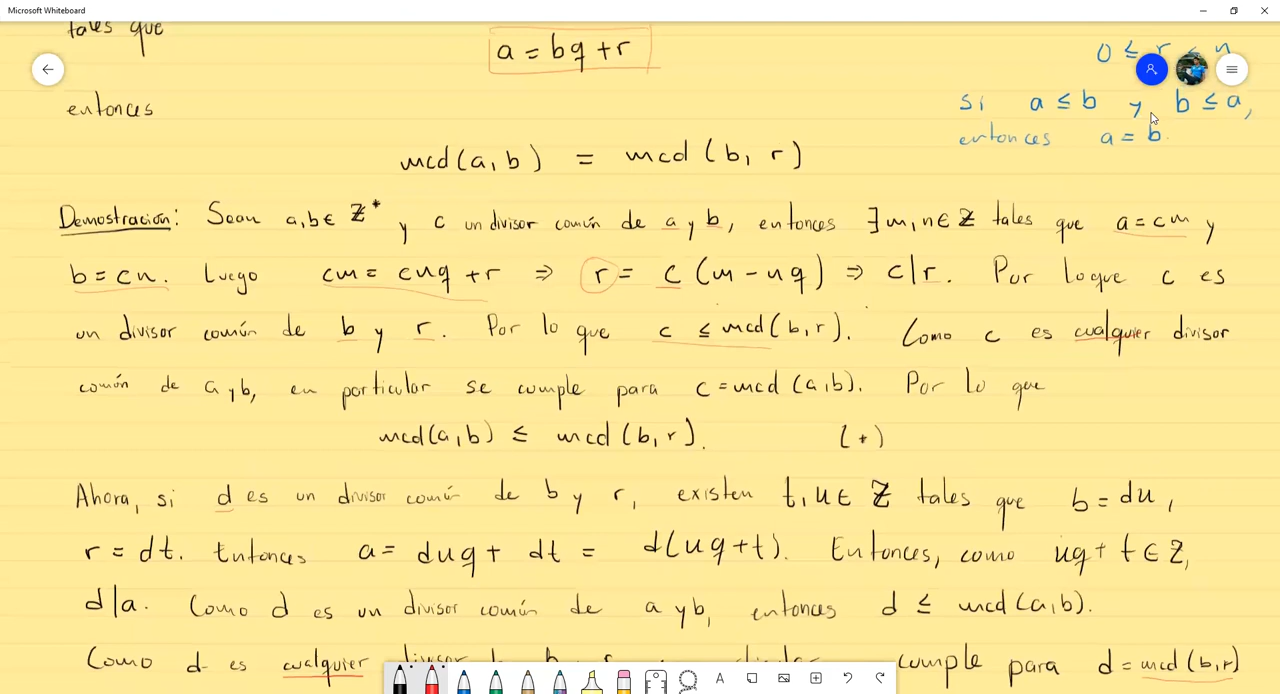 Microsoft Whiteboard
tales que
a = bq + r
0 ≤ r
entonces
si a ≤ b y b ≤ a,
entonces a = b.
mcd(a,b) = mcd(b, r)
Demostración: Sean a,b ∈ ℤ* y c un divisor común de a y b, entonces ∃ m,n ∈ ℤ tales que a = cm y
b = cn. Luego cm = cnq + r ⇒ r = c(m - nq) ⇒ c|r. Por lo que c es
un divisor común de b y r. Por lo que c ≤ mcd(b,r). Como c es cualquier divisor
común de a y b, en particular se cumple para c = mcd(a,b). Por lo que
mcd(a,b) ≤ mcd(b,r). (+)
Ahora, si d es un divisor común de b y r, existen t, u ∈ ℤ tales que b = du,
r = dt. Entonces a = duq + dt = d(uq+t). Entonces, como uq + t ∈ ℤ,
d|a. Como d es un divisor común de a y b, entonces d ≤ mcd(a,b).
Como d es cualquier cumple para d = mcd(b,r)